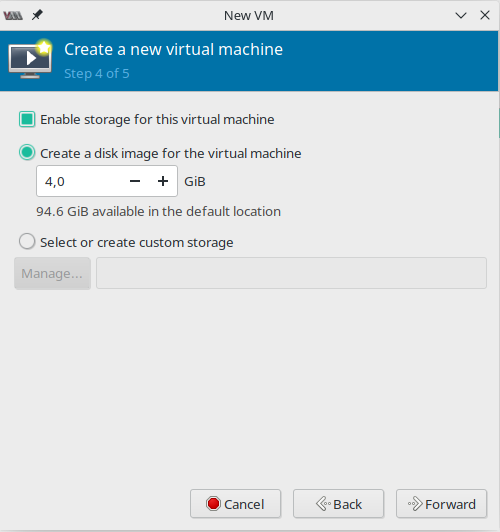 New VM
Create a new virtual machine
Step 4 of 5
Enable storage for this virtual machine
Create a disk image for the virtual machine
4,0 − + GiB
94.6 GiB available in the default location
Select or create custom storage
Manage...
Cancel Back Forward